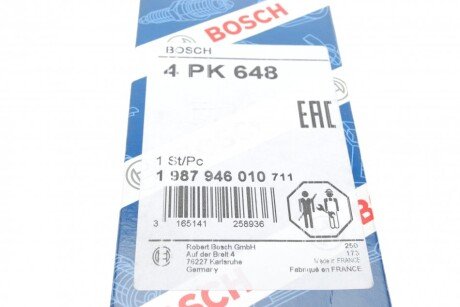 BOSCH
BOSCH
BOSCH
4 PK 648
EAC
1 St/Pc
1 987 946 010 711
3 165141 258936
Robert Bosch GmbH
Auf der Breit 4
76227 Karlsruhe
Germany
250
173
Made in FRANCE
Fabriqué en FRANCE